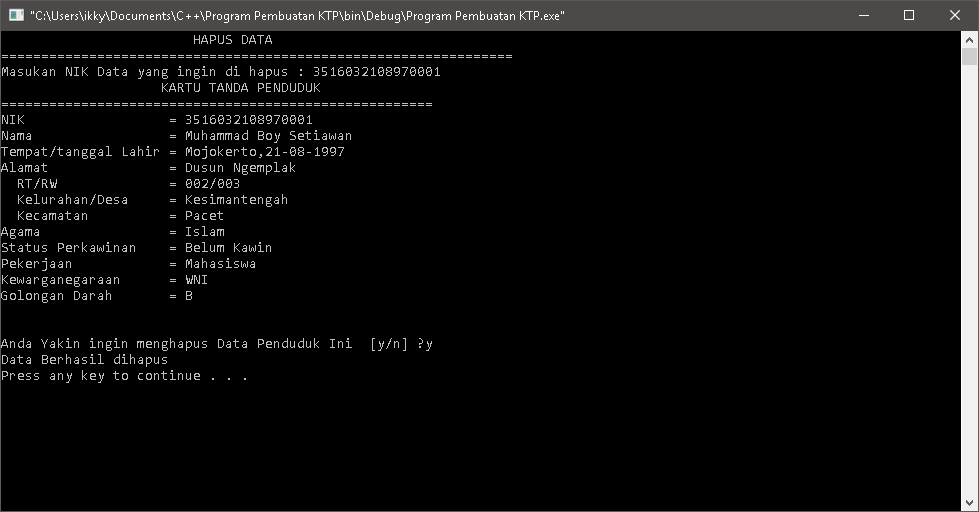 "C:\Users\ikky\Documents\C++\Program Pembuatan KTP\bin\Debug\Program Pembuatan KTP.exe"
HAPUS DATA
================================================================
Masukan NIK Data yang ingin di hapus : 3516032108970001
KARTU TANDA PENDUDUK
======================================================
NIK = 3516032108970001
Nama = Muhammad Boy Setiawan
Tempat/tanggal Lahir = Mojokerto,21-08-1997
Alamat = Dusun Ngemplak
RT/RW = 002/003
Kelurahan/Desa = Kesimantengah
Kecamatan = Pacet
Agama = Islam
Status Perkawinan = Belum Kawin
Pekerjaan = Mahasiswa
Kewarganegaraan = WNI
Golongan Darah = B
Anda Yakin ingin menghapus Data Penduduk Ini [y/n] ?y
Data Berhasil dihapus
Press any key to continue . . .